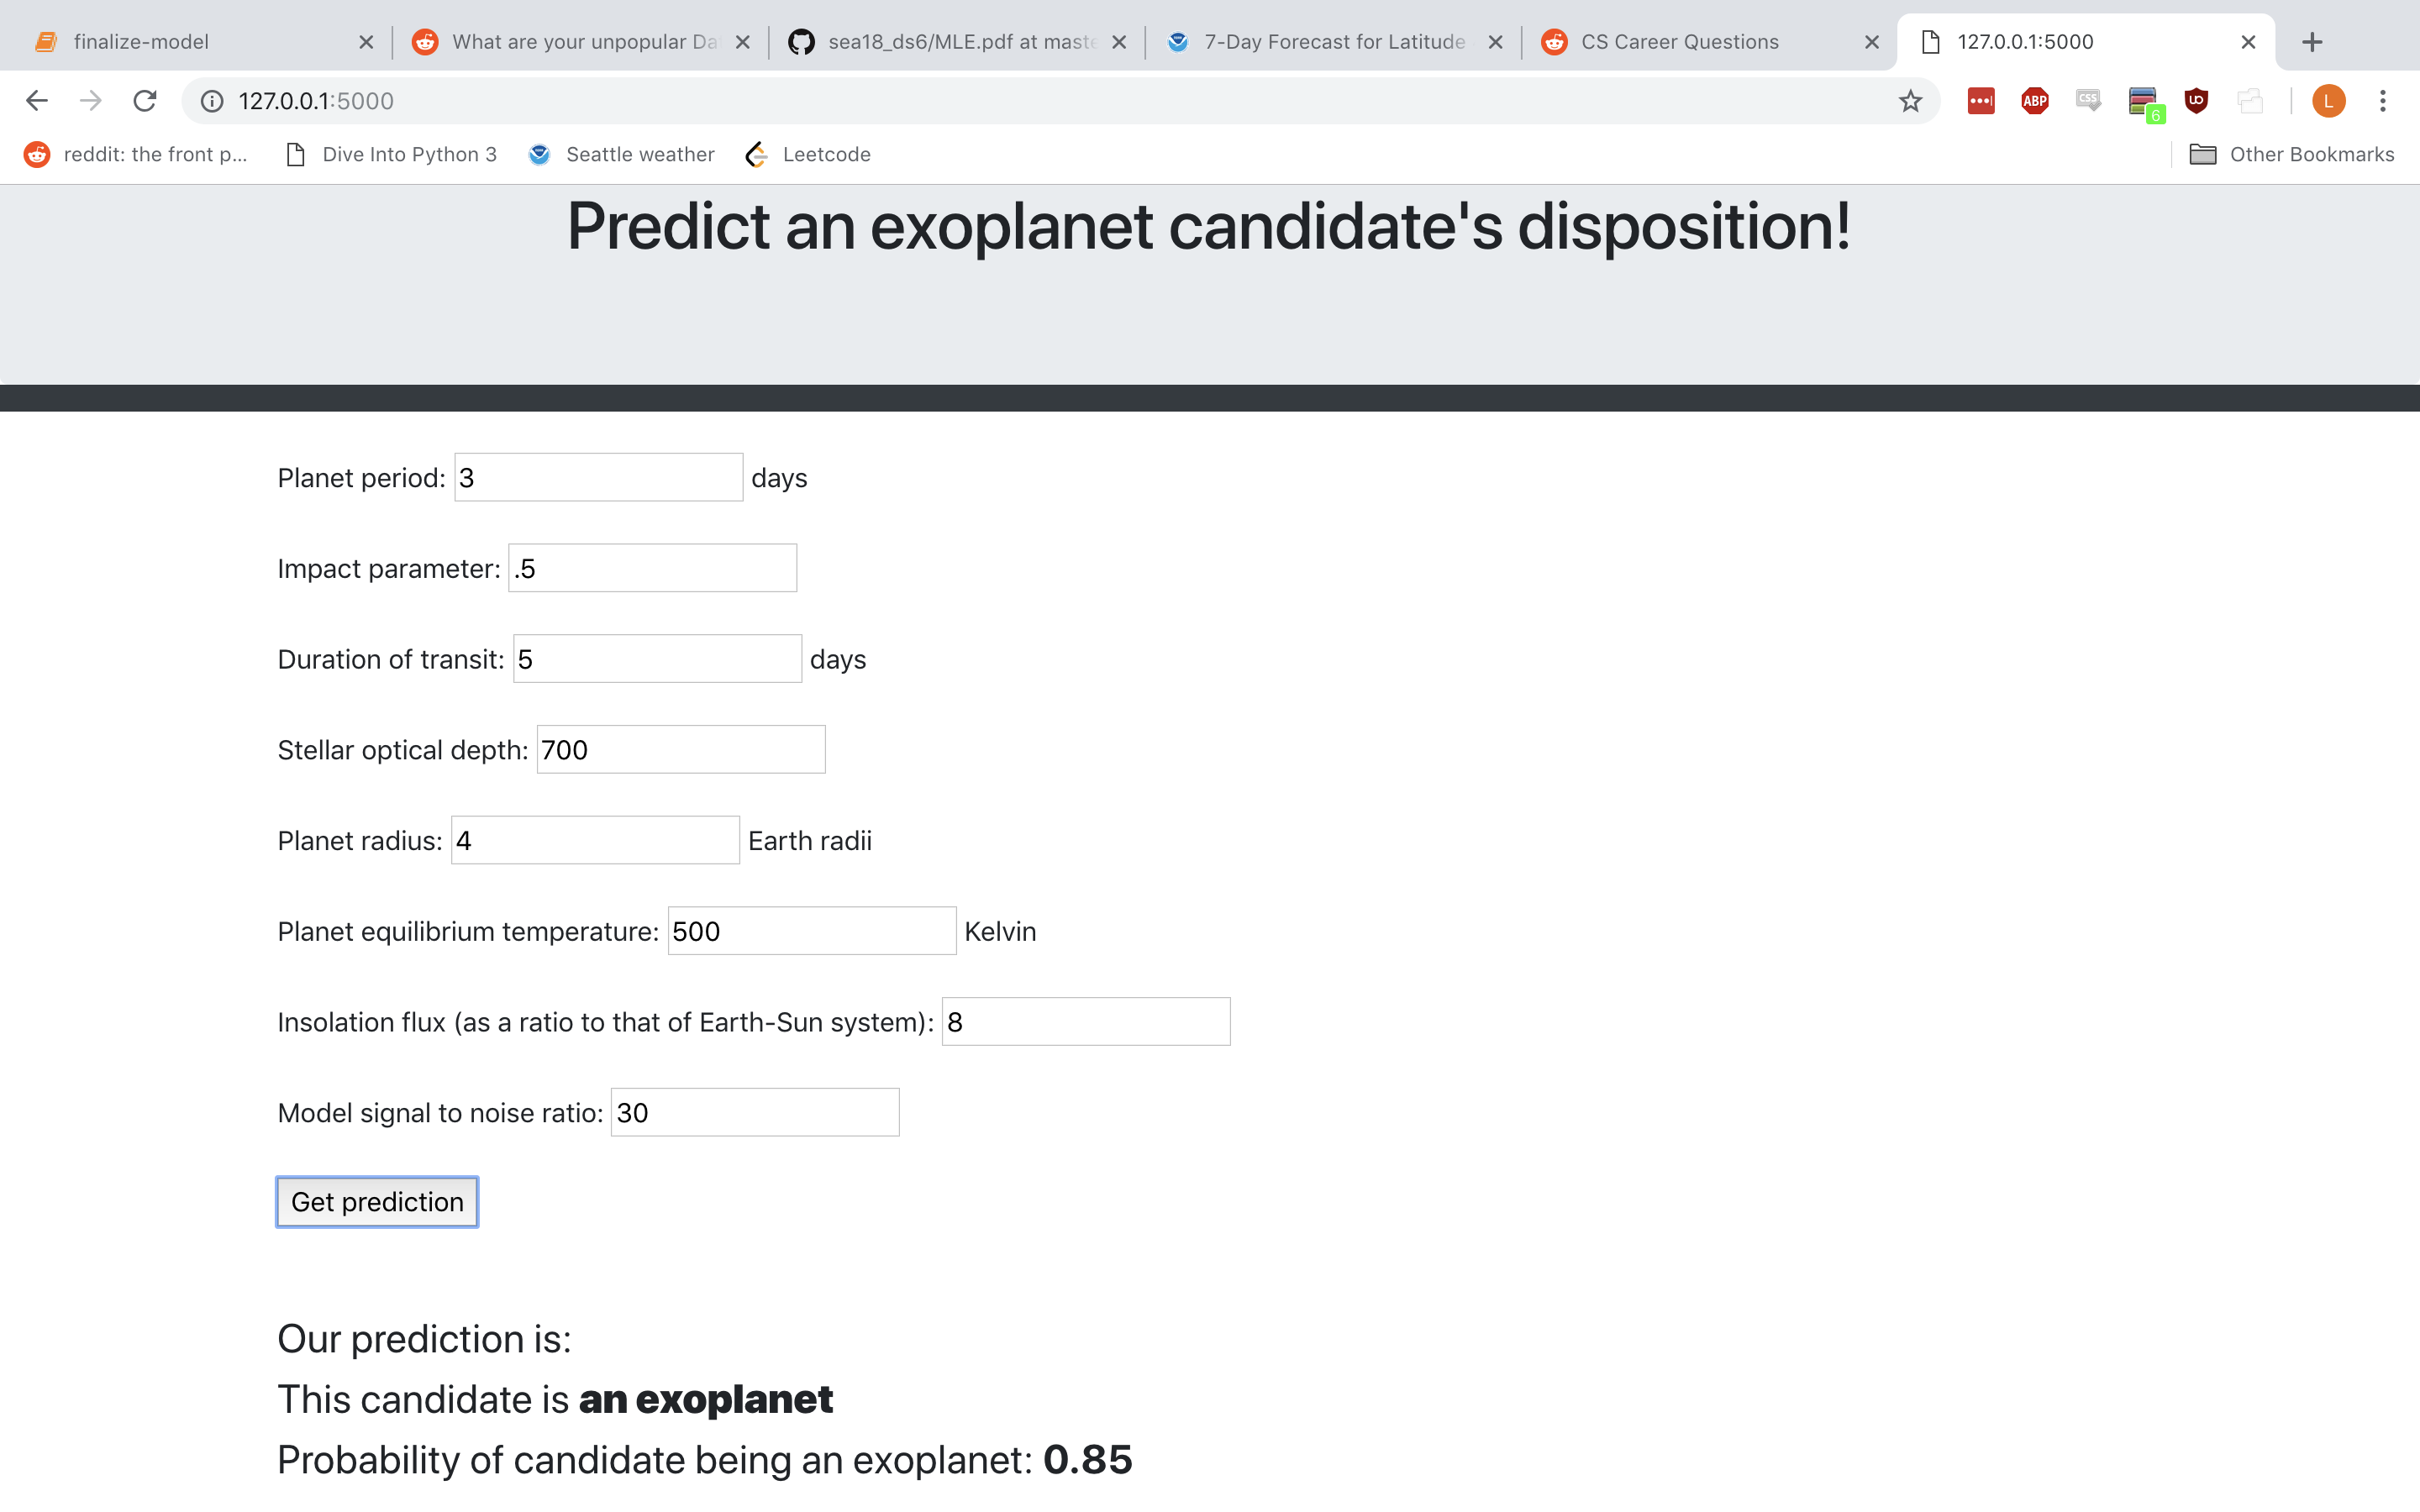 finalize-model
What are your unpopular Da
sea18_ds6/MLE.pdf at maste
7-Day Forecast for Latitude
CS Career Questions
127.0.0.1:5000
127.0.0.1:5000
ABP
CSS
6
L
reddit: the front p...
Dive Into Python 3
Seattle weather
Leetcode
Other Bookmarks
Predict an exoplanet candidate's disposition!
Planet period: 3 days
Impact parameter: .5
Duration of transit: 5 days
Stellar optical depth: 700
Planet radius: 4 Earth radii
Planet equilibrium temperature: 500 Kelvin
Insolation flux (as a ratio to that of Earth-Sun system): 8
Model signal to noise ratio: 30
Get prediction
Our prediction is:
This candidate is an exoplanet
Probability of candidate being an exoplanet: 0.85